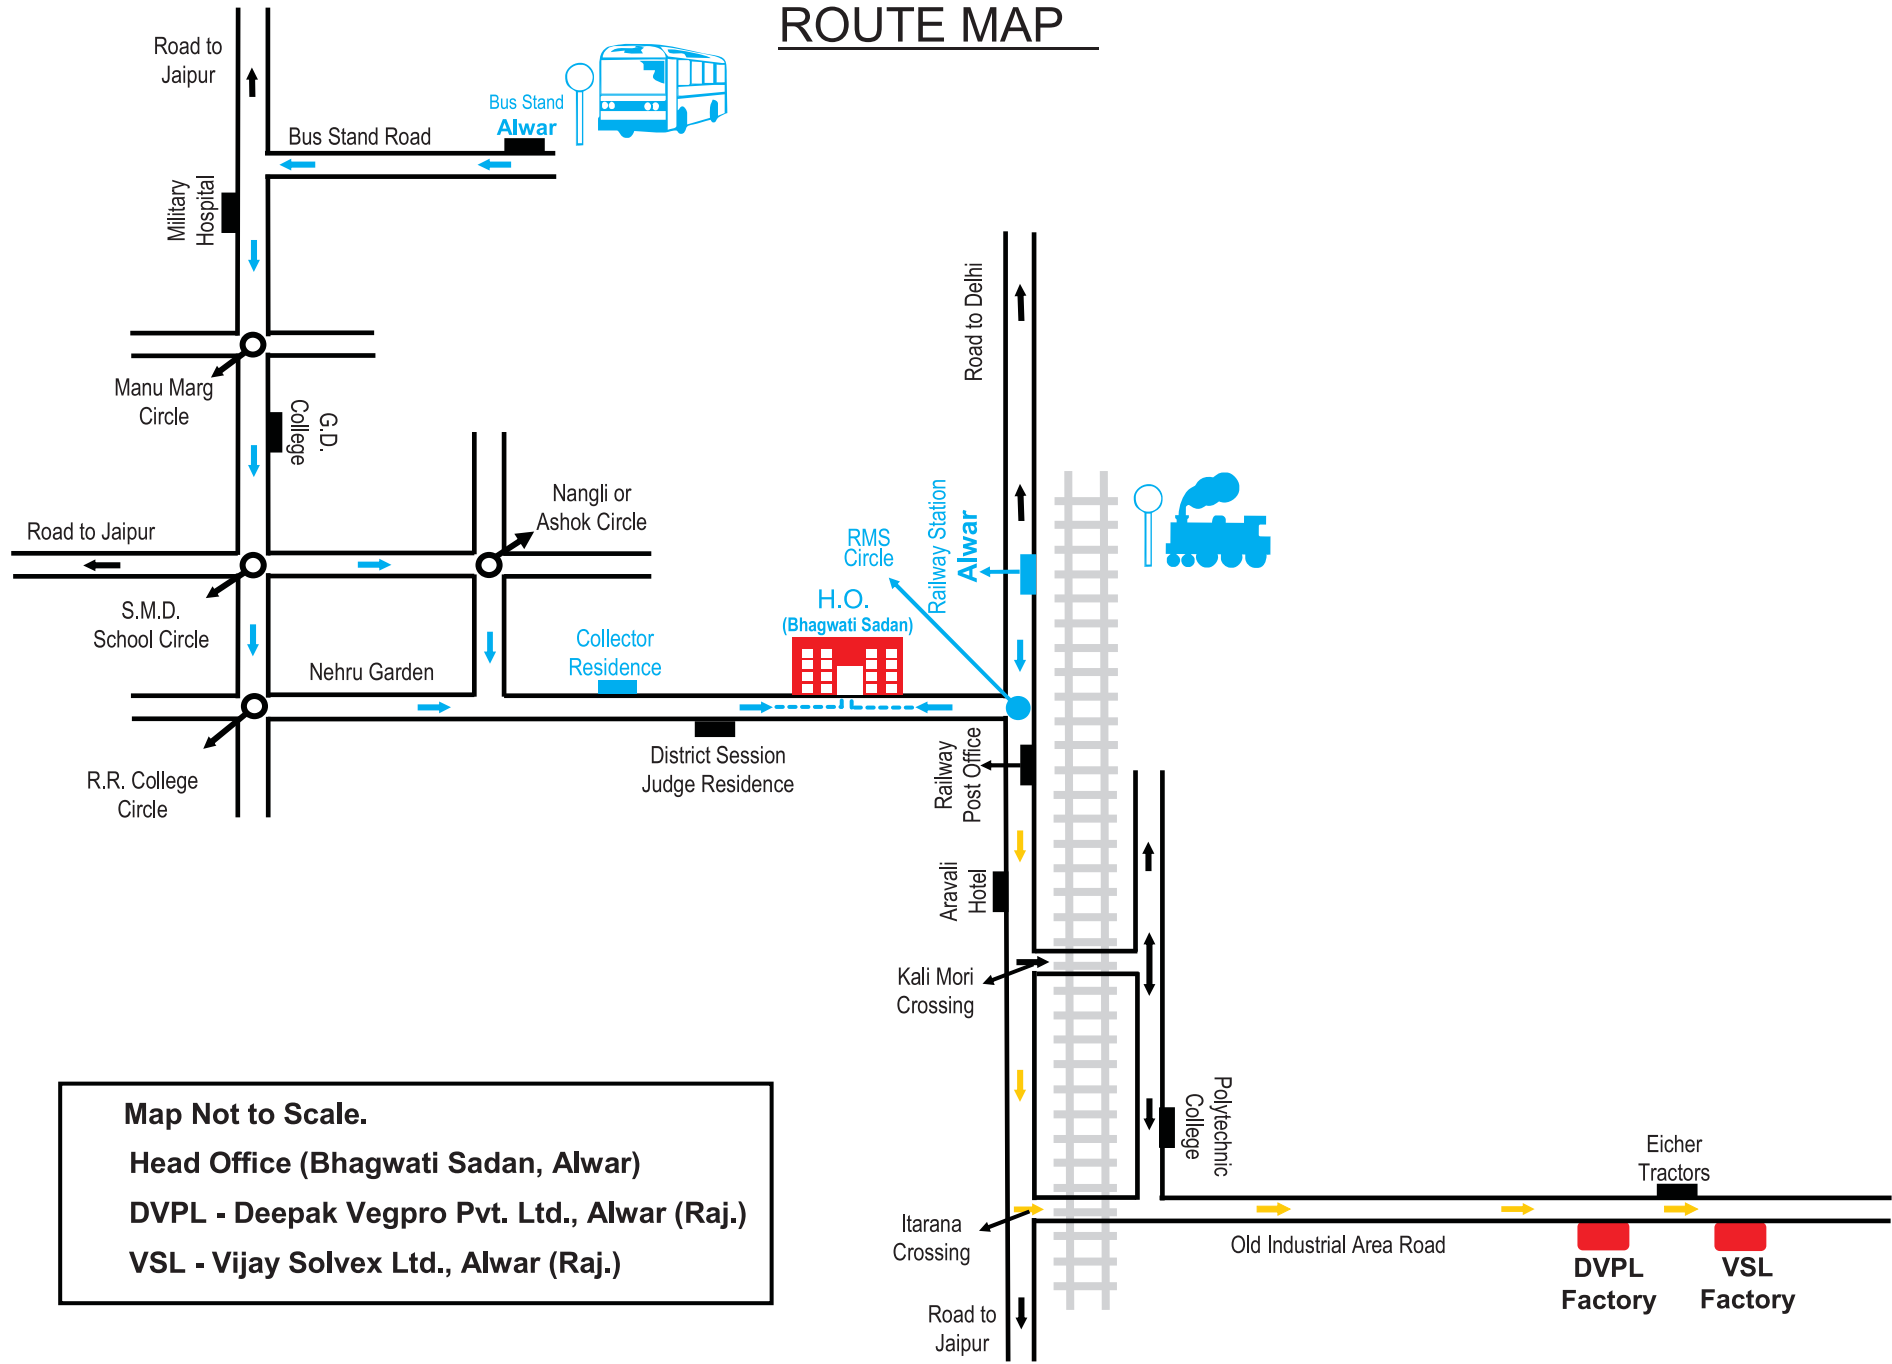 ROUTE MAP
Road to
Jaipur
Bus Stand
Alwar
Bus Stand Road
Military
Hospital
Manu Marg
Circle
G.D.
College
Road to Delhi
Nangli or
Ashok Circle
Road to Jaipur
RMS
Circle
Railway Station
Alwar
S.M.D.
School Circle
H.O.
(Bhagwati Sadan)
Collector
Residence
Nehru Garden
District Session
Judge Residence
Railway
Post Office
R.R. College
Circle
Aravali
Hotel
Kali Mori
Crossing
Polytechnic
College
Eicher
Tractors
Itarana
Crossing
Old Industrial Area Road
DVPL
Factory
VSL
Factory
Road to
Jaipur
Map Not to Scale.
Head Office (Bhagwati Sadan, Alwar)
DVPL - Deepak Vegpro Pvt. Ltd., Alwar (Raj.)
VSL - Vijay Solvex Ltd., Alwar (Raj.)